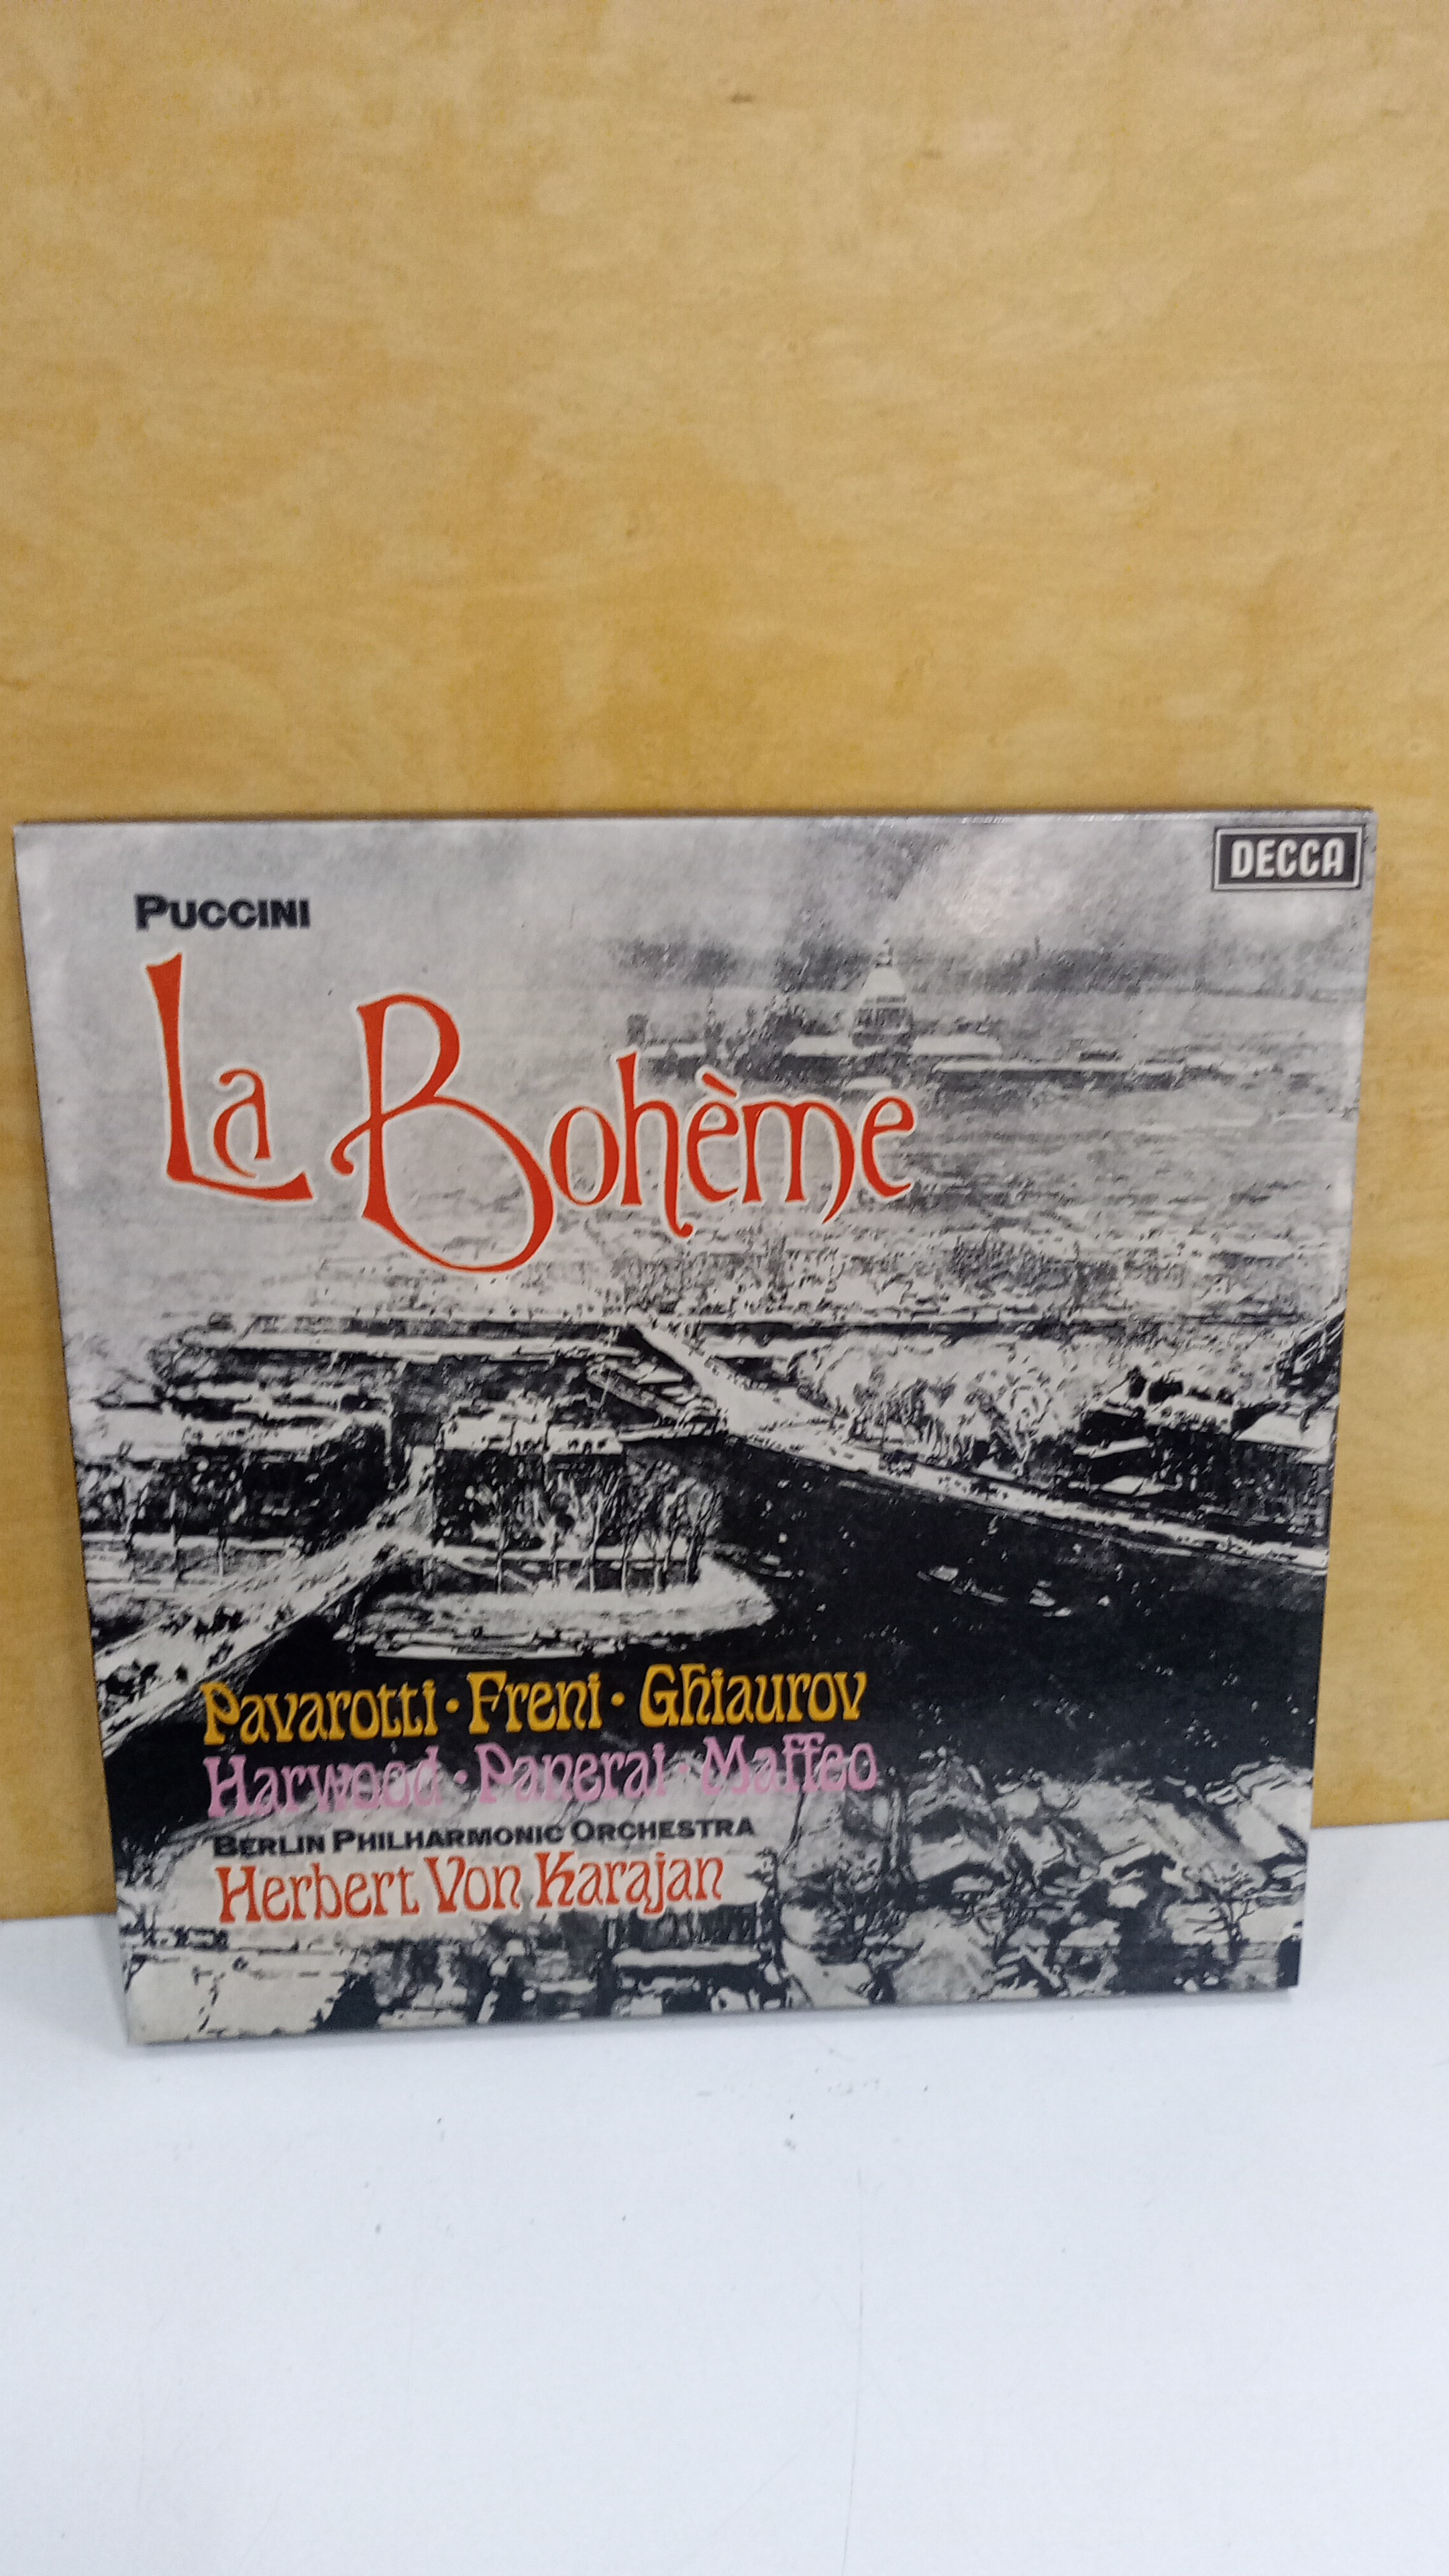 DECCA
PUCCINI
La Bohème
Pavarotti · Freni · Ghiaurov
Harwood · Panerai · Maffeo
BERLIN PHILHARMONIC ORCHESTRA
Herbert Von Karajan